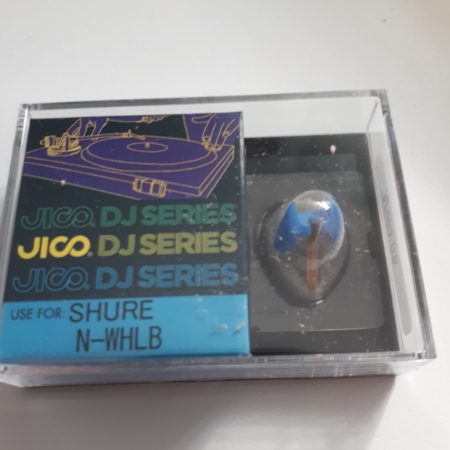 JICO. DJ SERIES
JICO. DJ SERIES
JICO. DJ SERIES
USE FOR: SHURE
N-WHLB